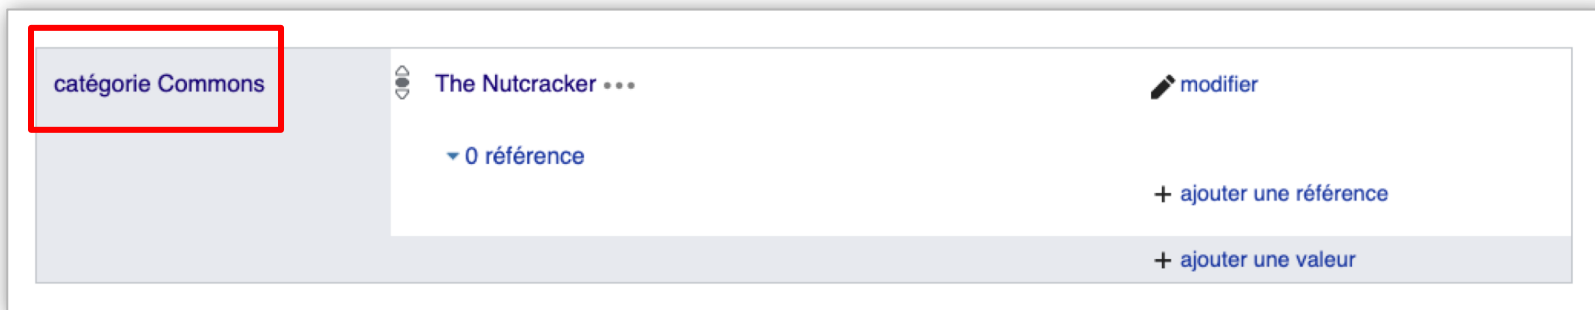 catégorie Commons
The Nutcracker
modifier
0 référence
ajouter une référence
ajouter une valeur